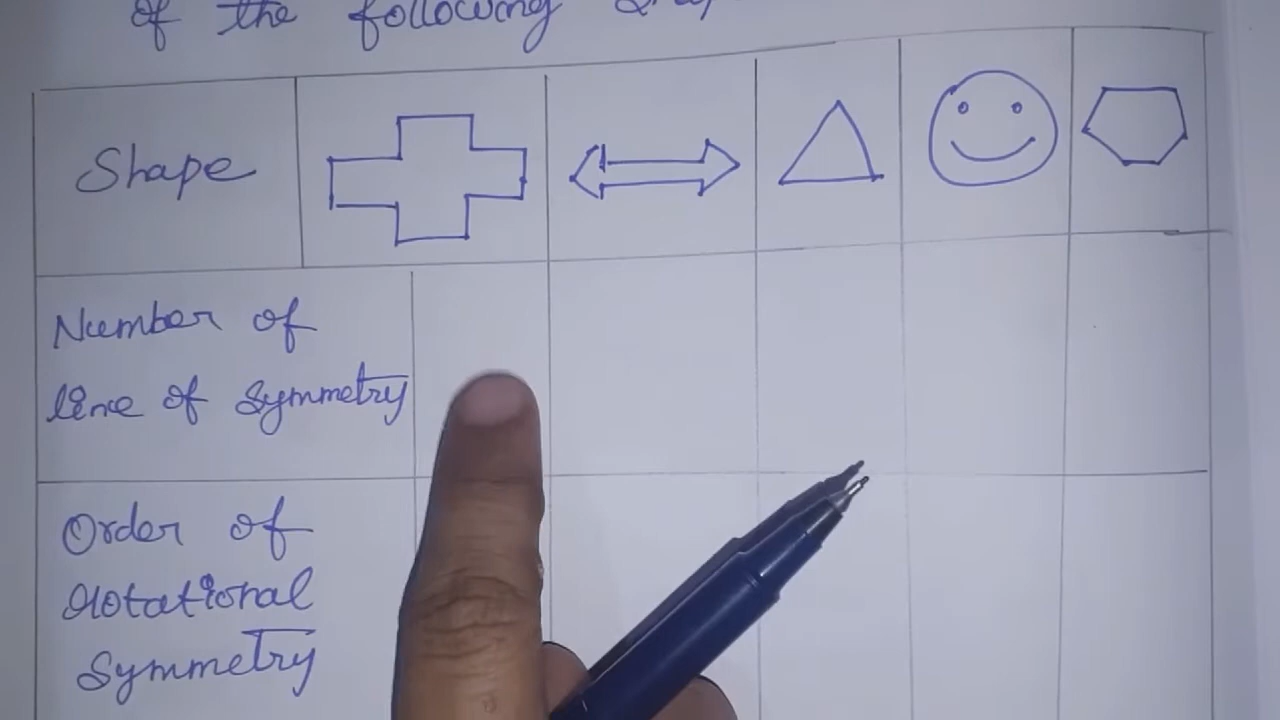 of the following
Shape
Number of
line of Symmetry
Order of
Rotational
Symmetry